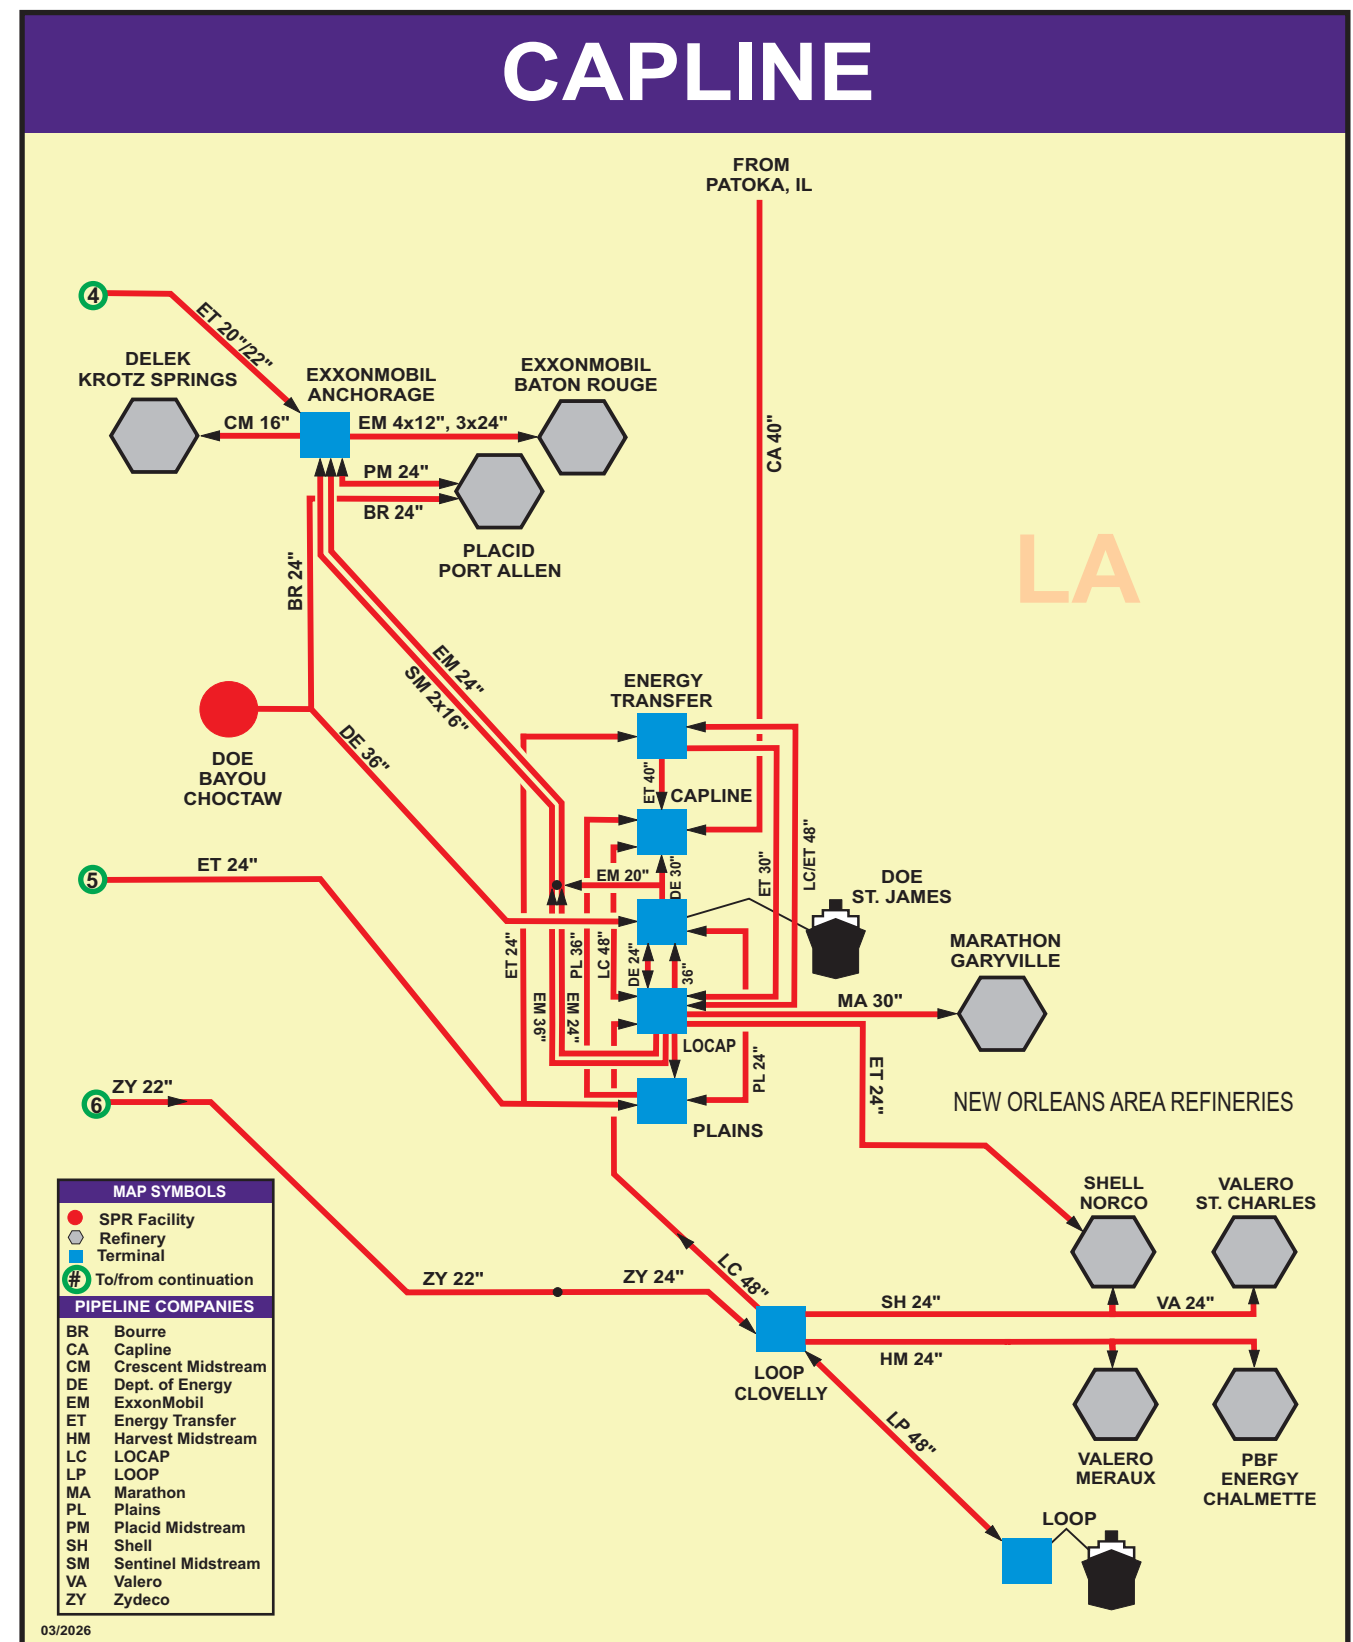 CAPLINE
FROM
PATOKA, IL
4
ET 20"/22"
DELEK
KROTZ SPRINGS
EXXONMOBIL
ANCHORAGE
EXXONMOBIL
BATON ROUGE
CM 16"
EM 4x12", 3x24"
CA 40"
PM 24"
BR 24"
PLACID
PORT ALLEN
BR 24"
LA
EM 24"
SM 2x16"
ENERGY
TRANSFER
DE 36"
DOE
BAYOU
CHOCTAW
ET 40"
CAPLINE
LC/ET 48"
ET 30"
5
ET 24"
EM 20"
DE 30"
DOE
ST. JAMES
MARATHON
GARYVILLE
ET 24"
PL 36"
LC 48"
DE 24"
36"
EM 36"
EM 24"
MA 30"
LOCAP
PL 24"
ET 24"
6
ZY 22"
NEW ORLEANS AREA REFINERIES
PLAINS
SHELL
NORCO
VALERO
ST. CHARLES
ZY 22"
ZY 24"
LC 48"
SH 24"
VA 24"
HM 24"
LOOP
CLOVELLY
LP 48"
VALERO
MERAUX
PBF
ENERGY
CHALMETTE
LOOP
MAP SYMBOLS
SPR Facility
Refinery
Terminal
# To/from continuation
PIPELINE COMPANIES
BR Bourre
CA Capline
CM Crescent Midstream
DE Dept. of Energy
EM ExxonMobil
ET Energy Transfer
HM Harvest Midstream
LC LOCAP
LP LOOP
MA Marathon
PL Plains
PM Placid Midstream
SH Shell
SM Sentinel Midstream
VA Valero
ZY Zydeco
03/2026